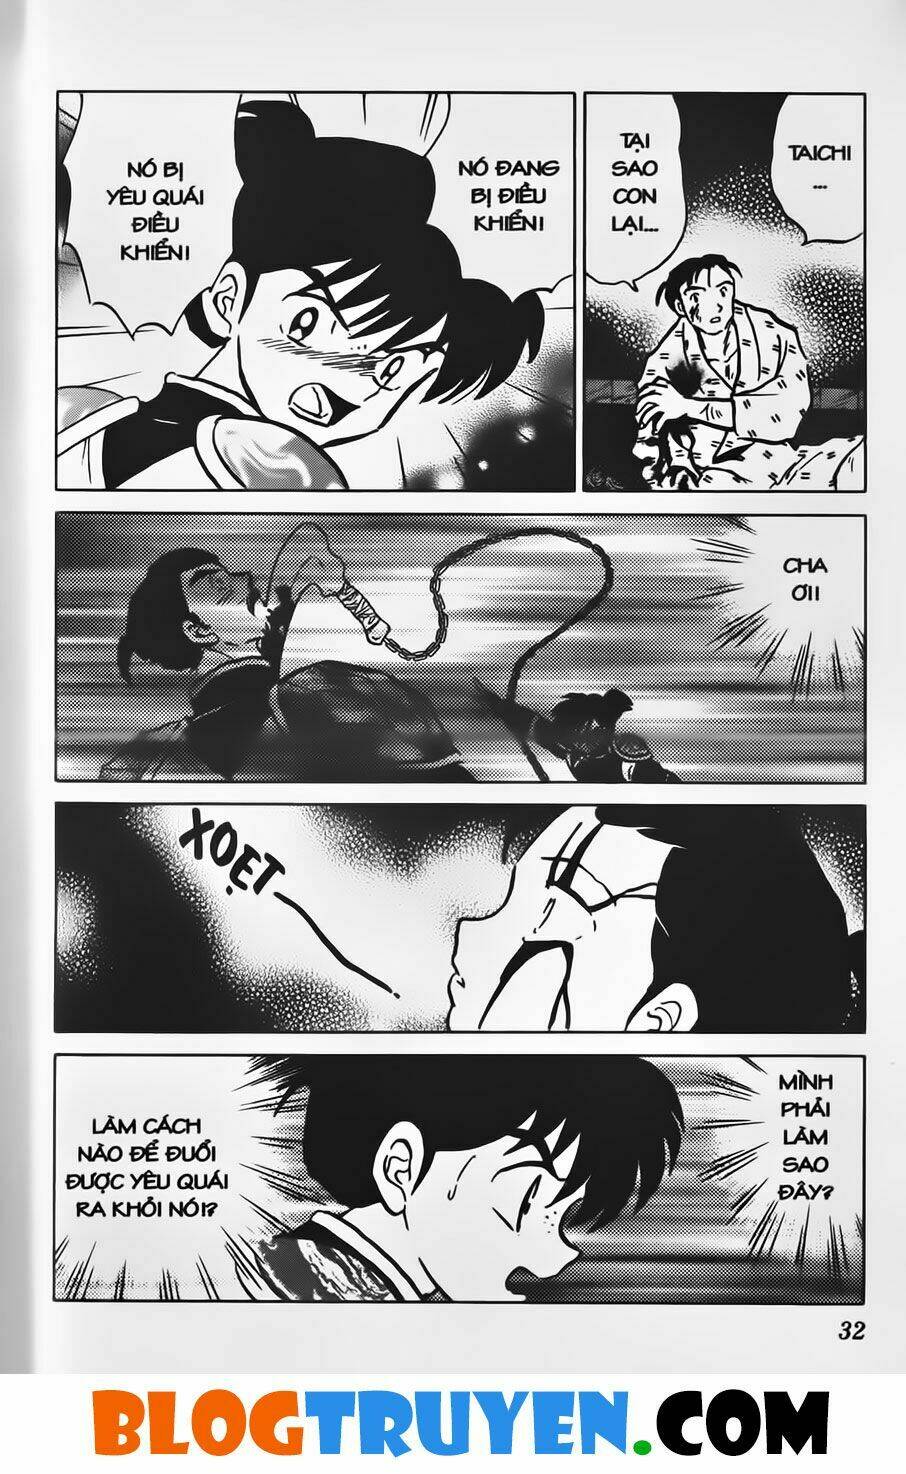 TAICHI
...
TẠI
SAO
CON
LẠI...
NÓ ĐANG
BỊ ĐIỀU
KHIỂN!
NÓ BỊ
YÊU QUÁI
ĐIỀU
KHIỂN!
CHA
ƠI!
XOẸT
MÌNH
PHẢI
LÀM
SAO
ĐÂY?
LÀM CÁCH
NÀO ĐỂ ĐUỔI
ĐƯỢC YÊU QUÁI
RA KHỎI NÓ!?
32
BLOGTRUYEN.COM